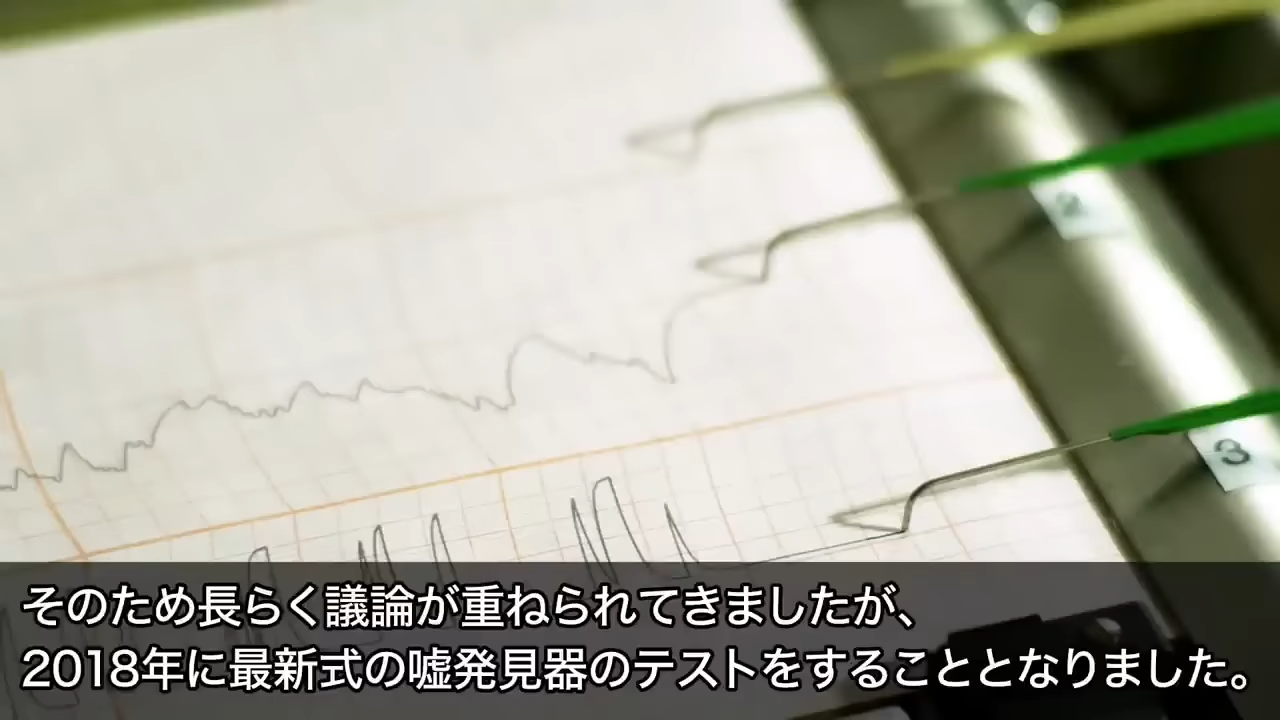 2
3
そのため長らく議論が重ねられてきましたが、
2018年に最新式の嘘発見器のテストをすることとなりました。